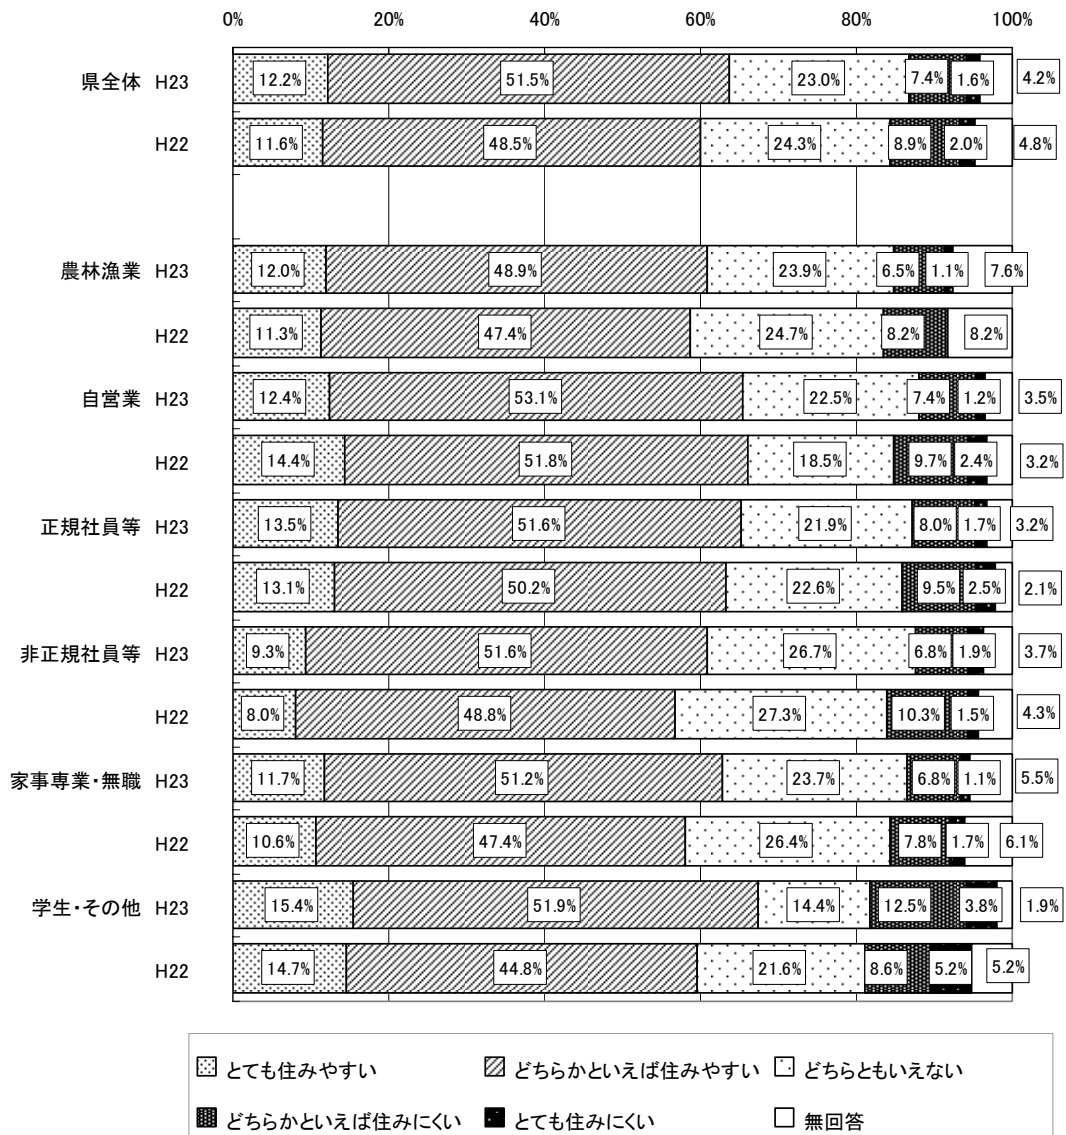 0% 20% 40% 60% 80% 100%
県全体 H23 12.2% 51.5% 23.0% 7.4% 1.6% 4.2%
H22 11.6% 48.5% 24.3% 8.9% 2.0% 4.8%
農林漁業 H23 12.0% 48.9% 23.9% 6.5% 1.1% 7.6%
H22 11.3% 47.4% 24.7% 8.2% 8.2%
自営業 H23 12.4% 53.1% 22.5% 7.4% 1.2% 3.5%
H22 14.4% 51.8% 18.5% 9.7% 2.4% 3.2%
正規社員等 H23 13.5% 51.6% 21.9% 8.0% 1.7% 3.2%
H22 13.1% 50.2% 22.6% 9.5% 2.5% 2.1%
非正規社員等 H23 9.3% 51.6% 26.7% 6.8% 1.9% 3.7%
H22 8.0% 48.8% 27.3% 10.3% 1.5% 4.3%
家事専業・無職 H23 11.7% 51.2% 23.7% 6.8% 1.1% 5.5%
H22 10.6% 47.4% 26.4% 7.8% 1.7% 6.1%
学生・その他 H23 15.4% 51.9% 14.4% 12.5% 3.8% 1.9%
H22 14.7% 44.8% 21.6% 8.6% 5.2% 5.2%
とても住みやすい どちらかといえば住みやすい どちらともいえない
どちらかといえば住みにくい とても住みにくい 無回答